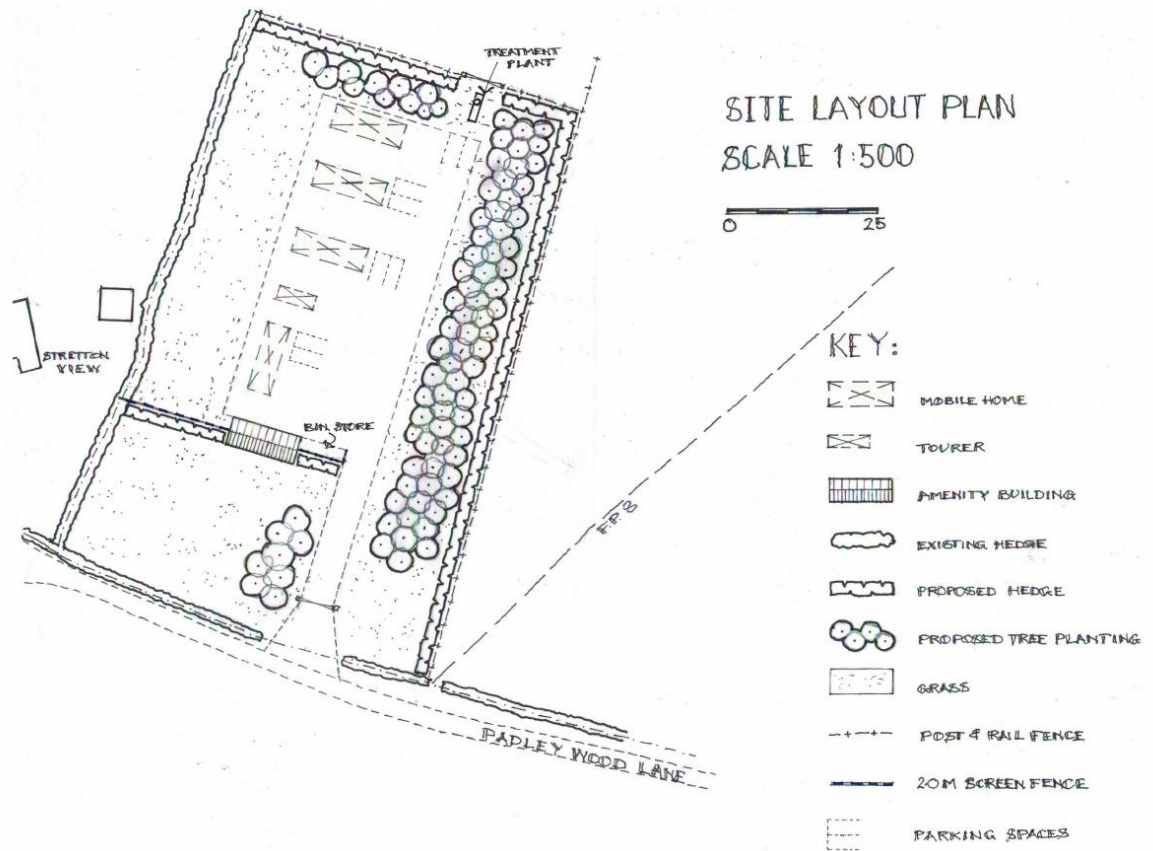 TREATMENT
PLANT
SITE LAYOUT PLAN
SCALE 1:500
0 25
STRETTON
VIEW
BIN STORE
F.P. 8
PADLEY WOOD LANE
KEY:
MOBILE HOME
TOURER
AMENITY BUILDING
EXISTING HEDGE
PROPOSED HEDGE
PROPOSED TREE PLANTING
GRASS
POST & RAIL FENCE
2.0M SCREEN FENCE
PARKING SPACES